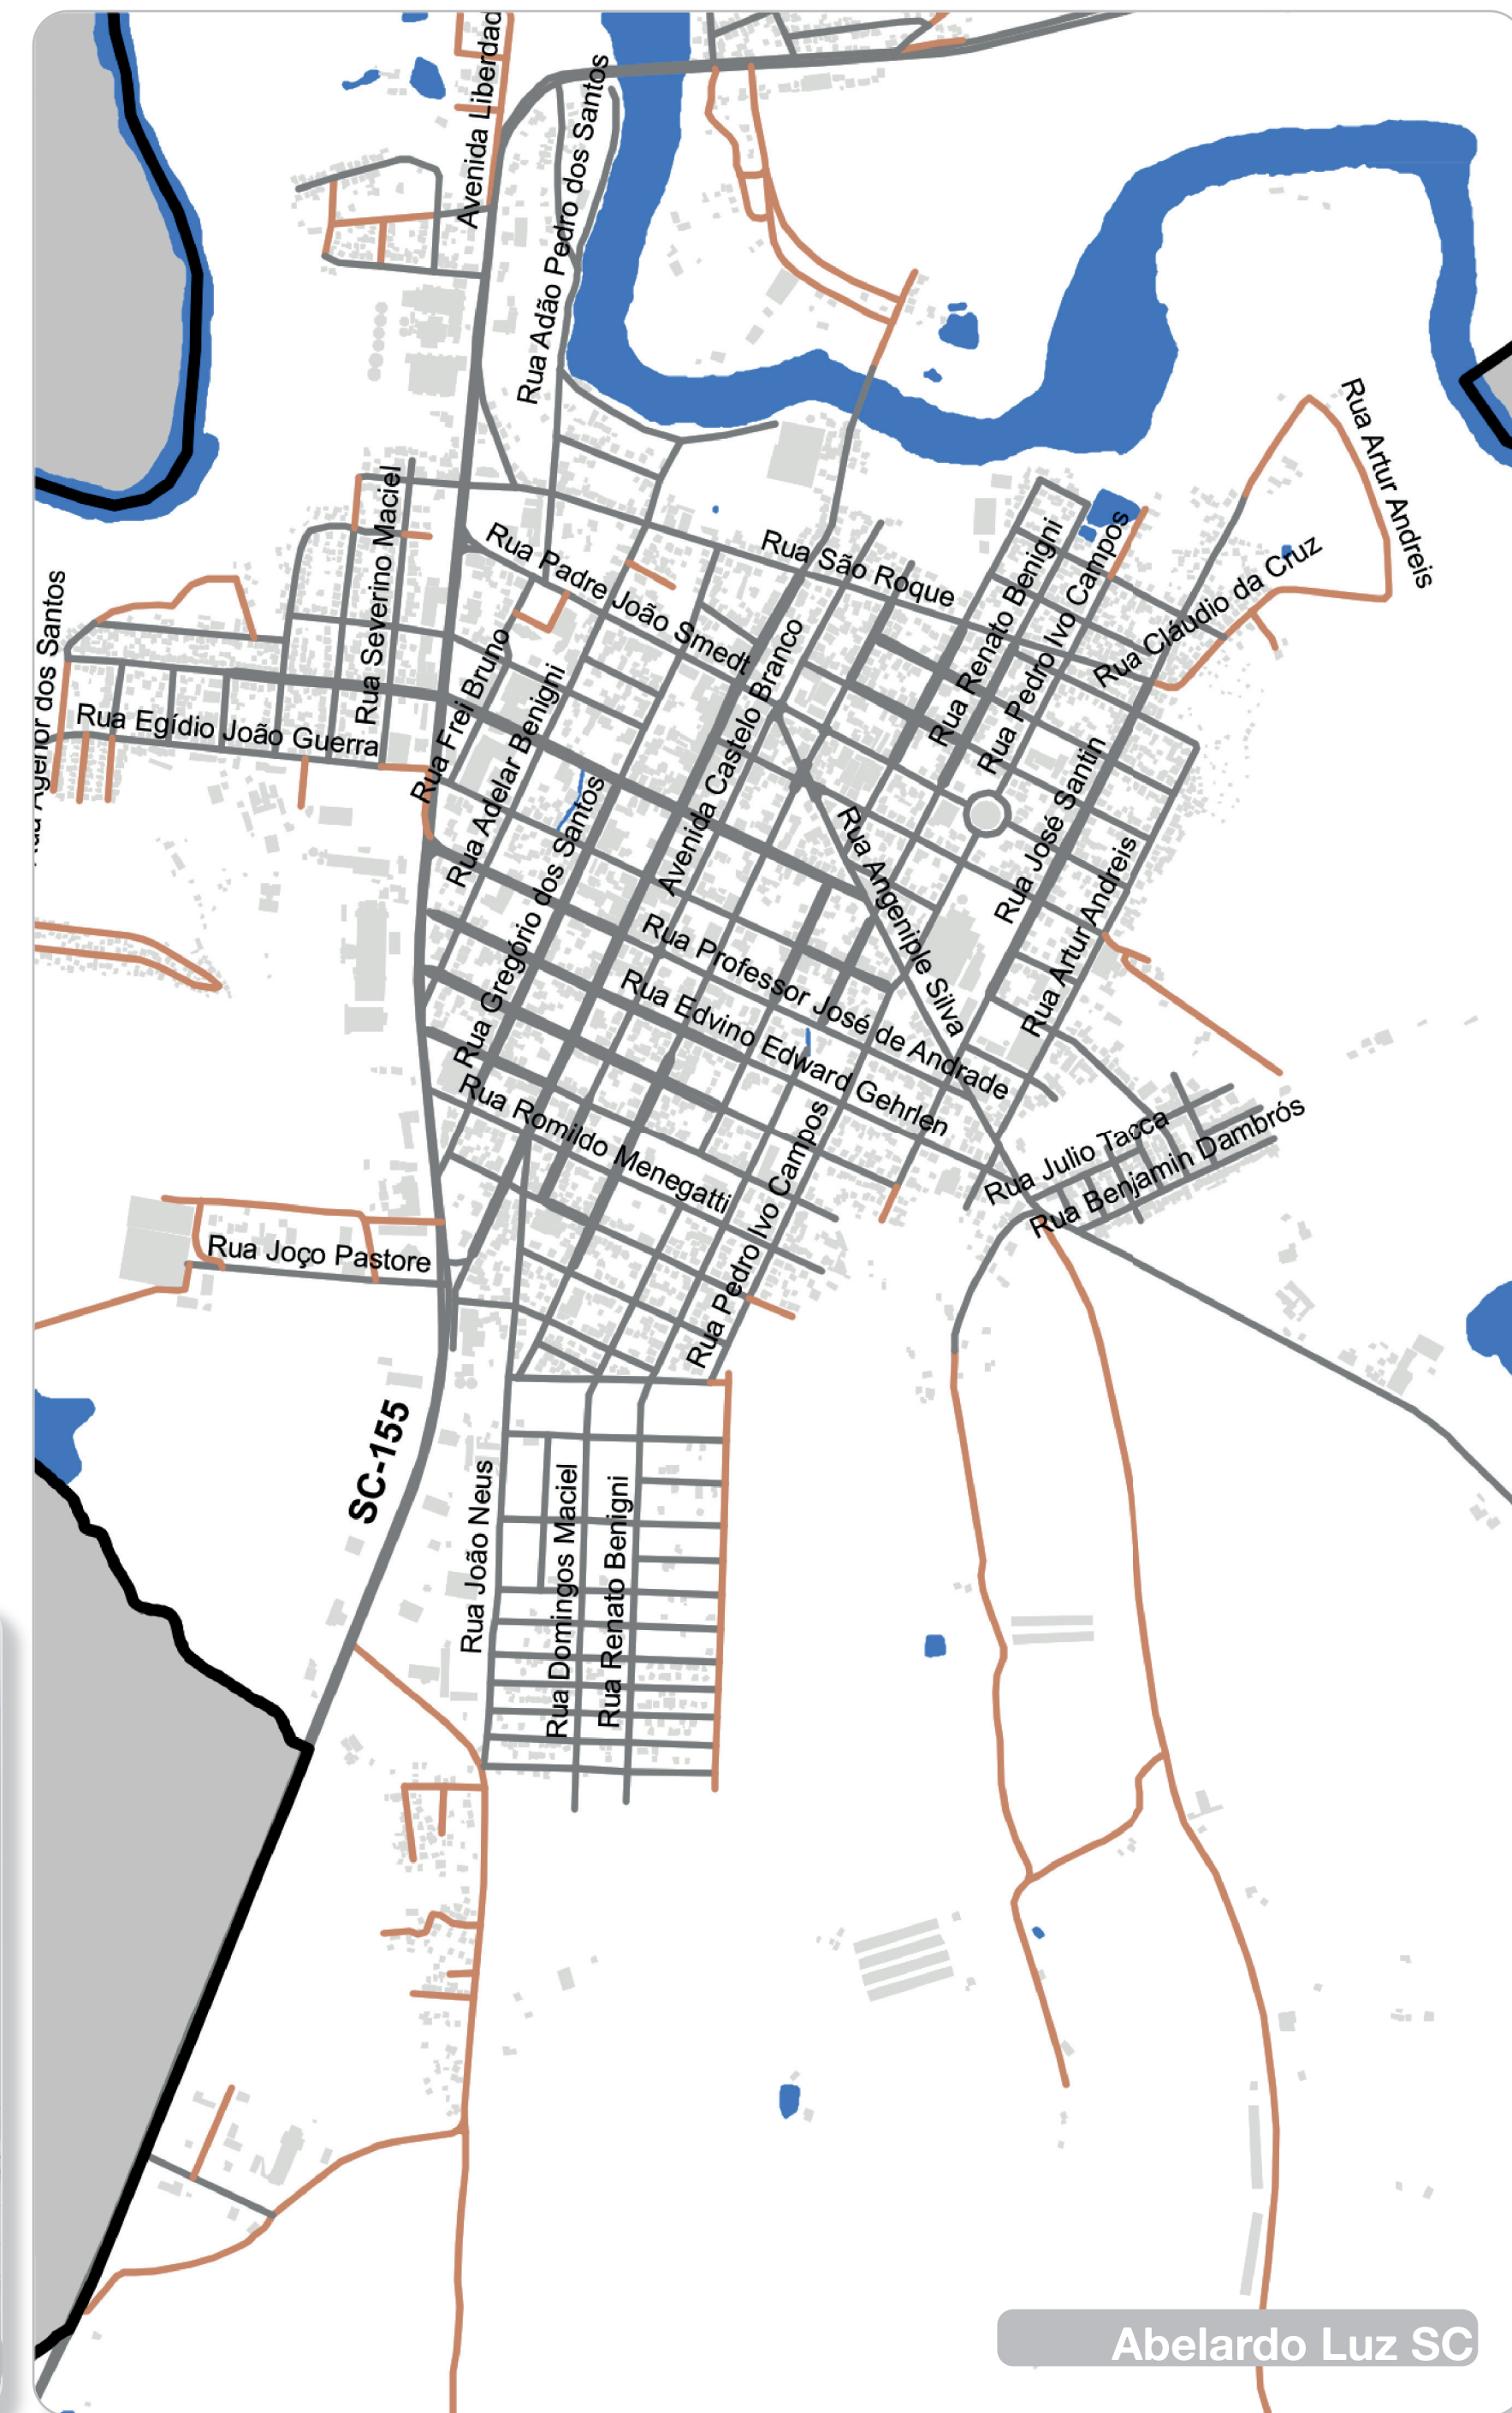 Avenida Liberdad
Rua Adão Pedro dos Santos
Rua Artur Andreis
Rua Severino Maciel
Rua Padre João Smedt
Rua São Roque
Rua Renato Benigni
Rua Pedro Ivo Campos
Rua Cláudio da Cruz
Rua Agenor dos Santos
Rua Egídio João Guerra
Rua Frei Bruno
Rua Adelar Benigni
Rua Gregório dos Santos
Avenida Castelo Branco
Rua Angeniple Silva
Rua José Santin
Rua Artur Andreis
Rua Professor José de Andrade
Rua Edvino Edward Gehrlen
Rua Romildo Menegatti
Rua Pedro Ivo Campos
Rua Julio Tacca
Rua Benjamin Dambrós
Rua Joço Pastore
SC-155
Rua João Neus
Rua Domingos Maciel
Rua Renato Benigni
Abelardo Luz SC